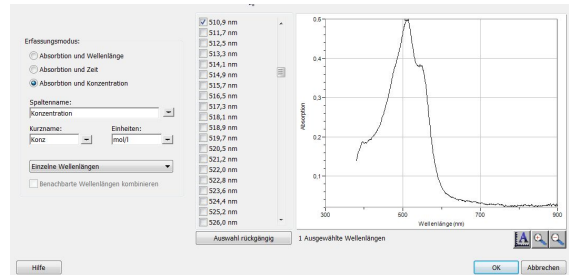 Erfassungsmodus:
Absorbtion und Wellenlänge
Absorbtion und Zeit
Absorbtion und Konzentration
Spaltenname:
Konzentration
Kurzname:
Einheiten:
Konz
mol/l
Einzelne Wellenlängen
Benachbarte Wellenlängen kombinieren
Hilfe
510,9 nm
511,7 nm
512,5 nm
513,3 nm
514,1 nm
514,9 nm
515,7 nm
516,5 nm
517,3 nm
518,1 nm
518,9 nm
519,7 nm
520,5 nm
521,2 nm
522,0 nm
522,8 nm
523,6 nm
524,4 nm
525,2 nm
526,0 nm
Auswahl rückgängig
0,5
0,4
0,3
0,2
0,1
Absorption
300
500
700
900
Wellenlänge (nm)
1 Ausgewählte Wellenlängen
A
OK
Abbrechen